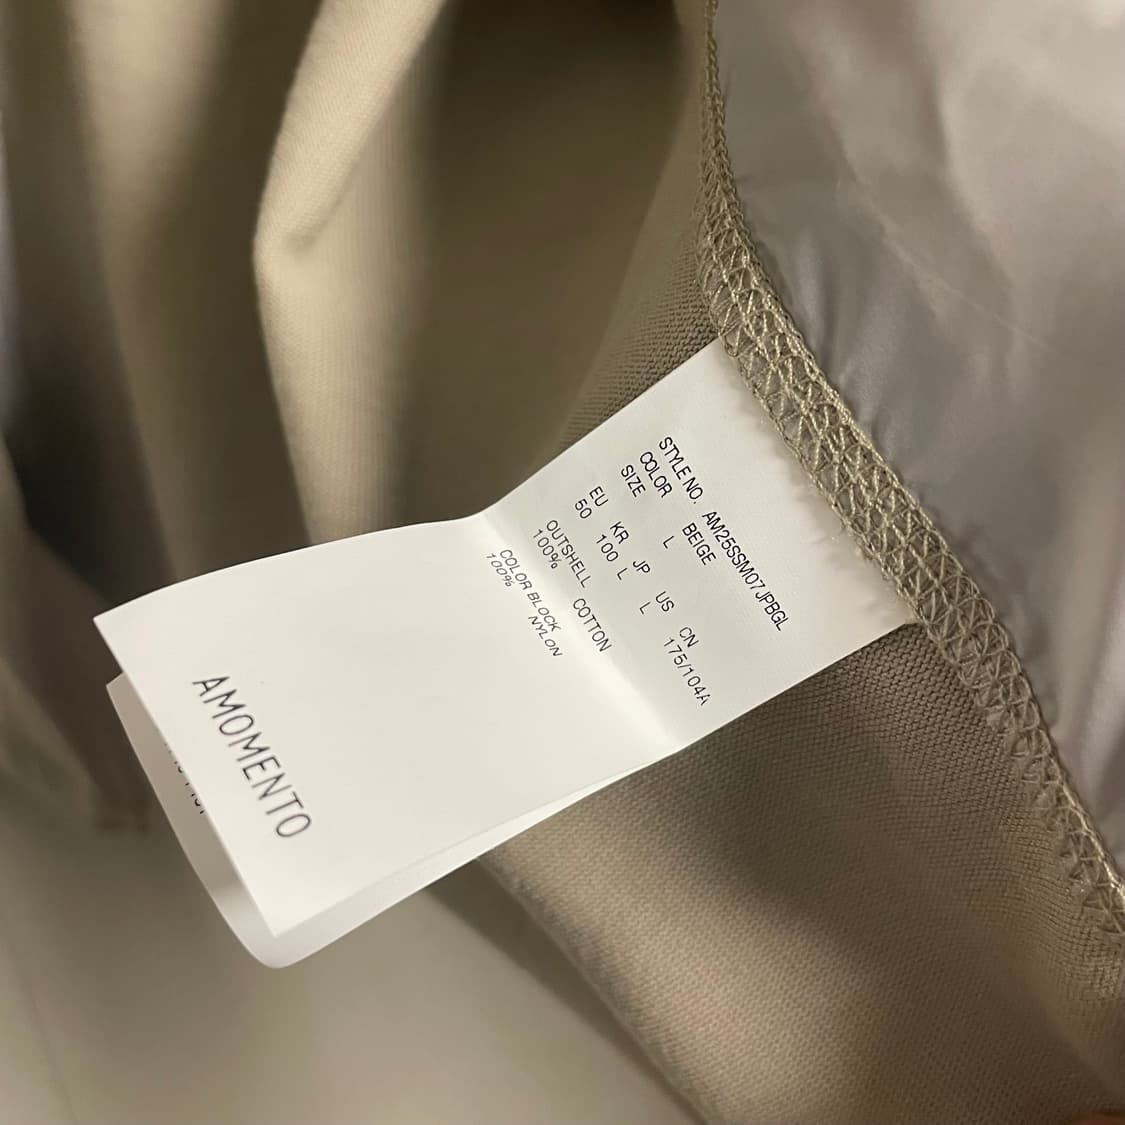 STYLE NO. AM25SSM07JPBGL
COLOR BEIGE
SIZE L
EU KR JP US CN
50 100 L L 175/104A
OUTSHELL COTTON
100%
COLOR BLOCK NYLON
100%
AMOMENTO